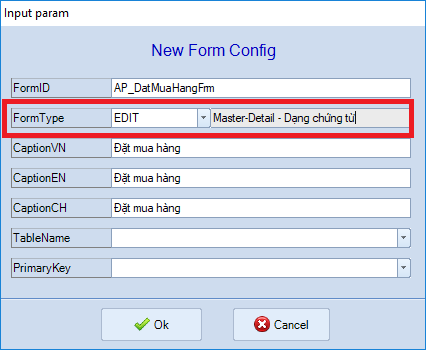 Input param
New Form Config
FormID AP_DatMuaHangFrm
FormType EDIT Master-Detail - Dạng chứng từ
CaptionVN Đặt mua hàng
CaptionEN Đặt mua hàng
CaptionCH Đặt mua hàng
TableName
PrimaryKey
Ok Cancel